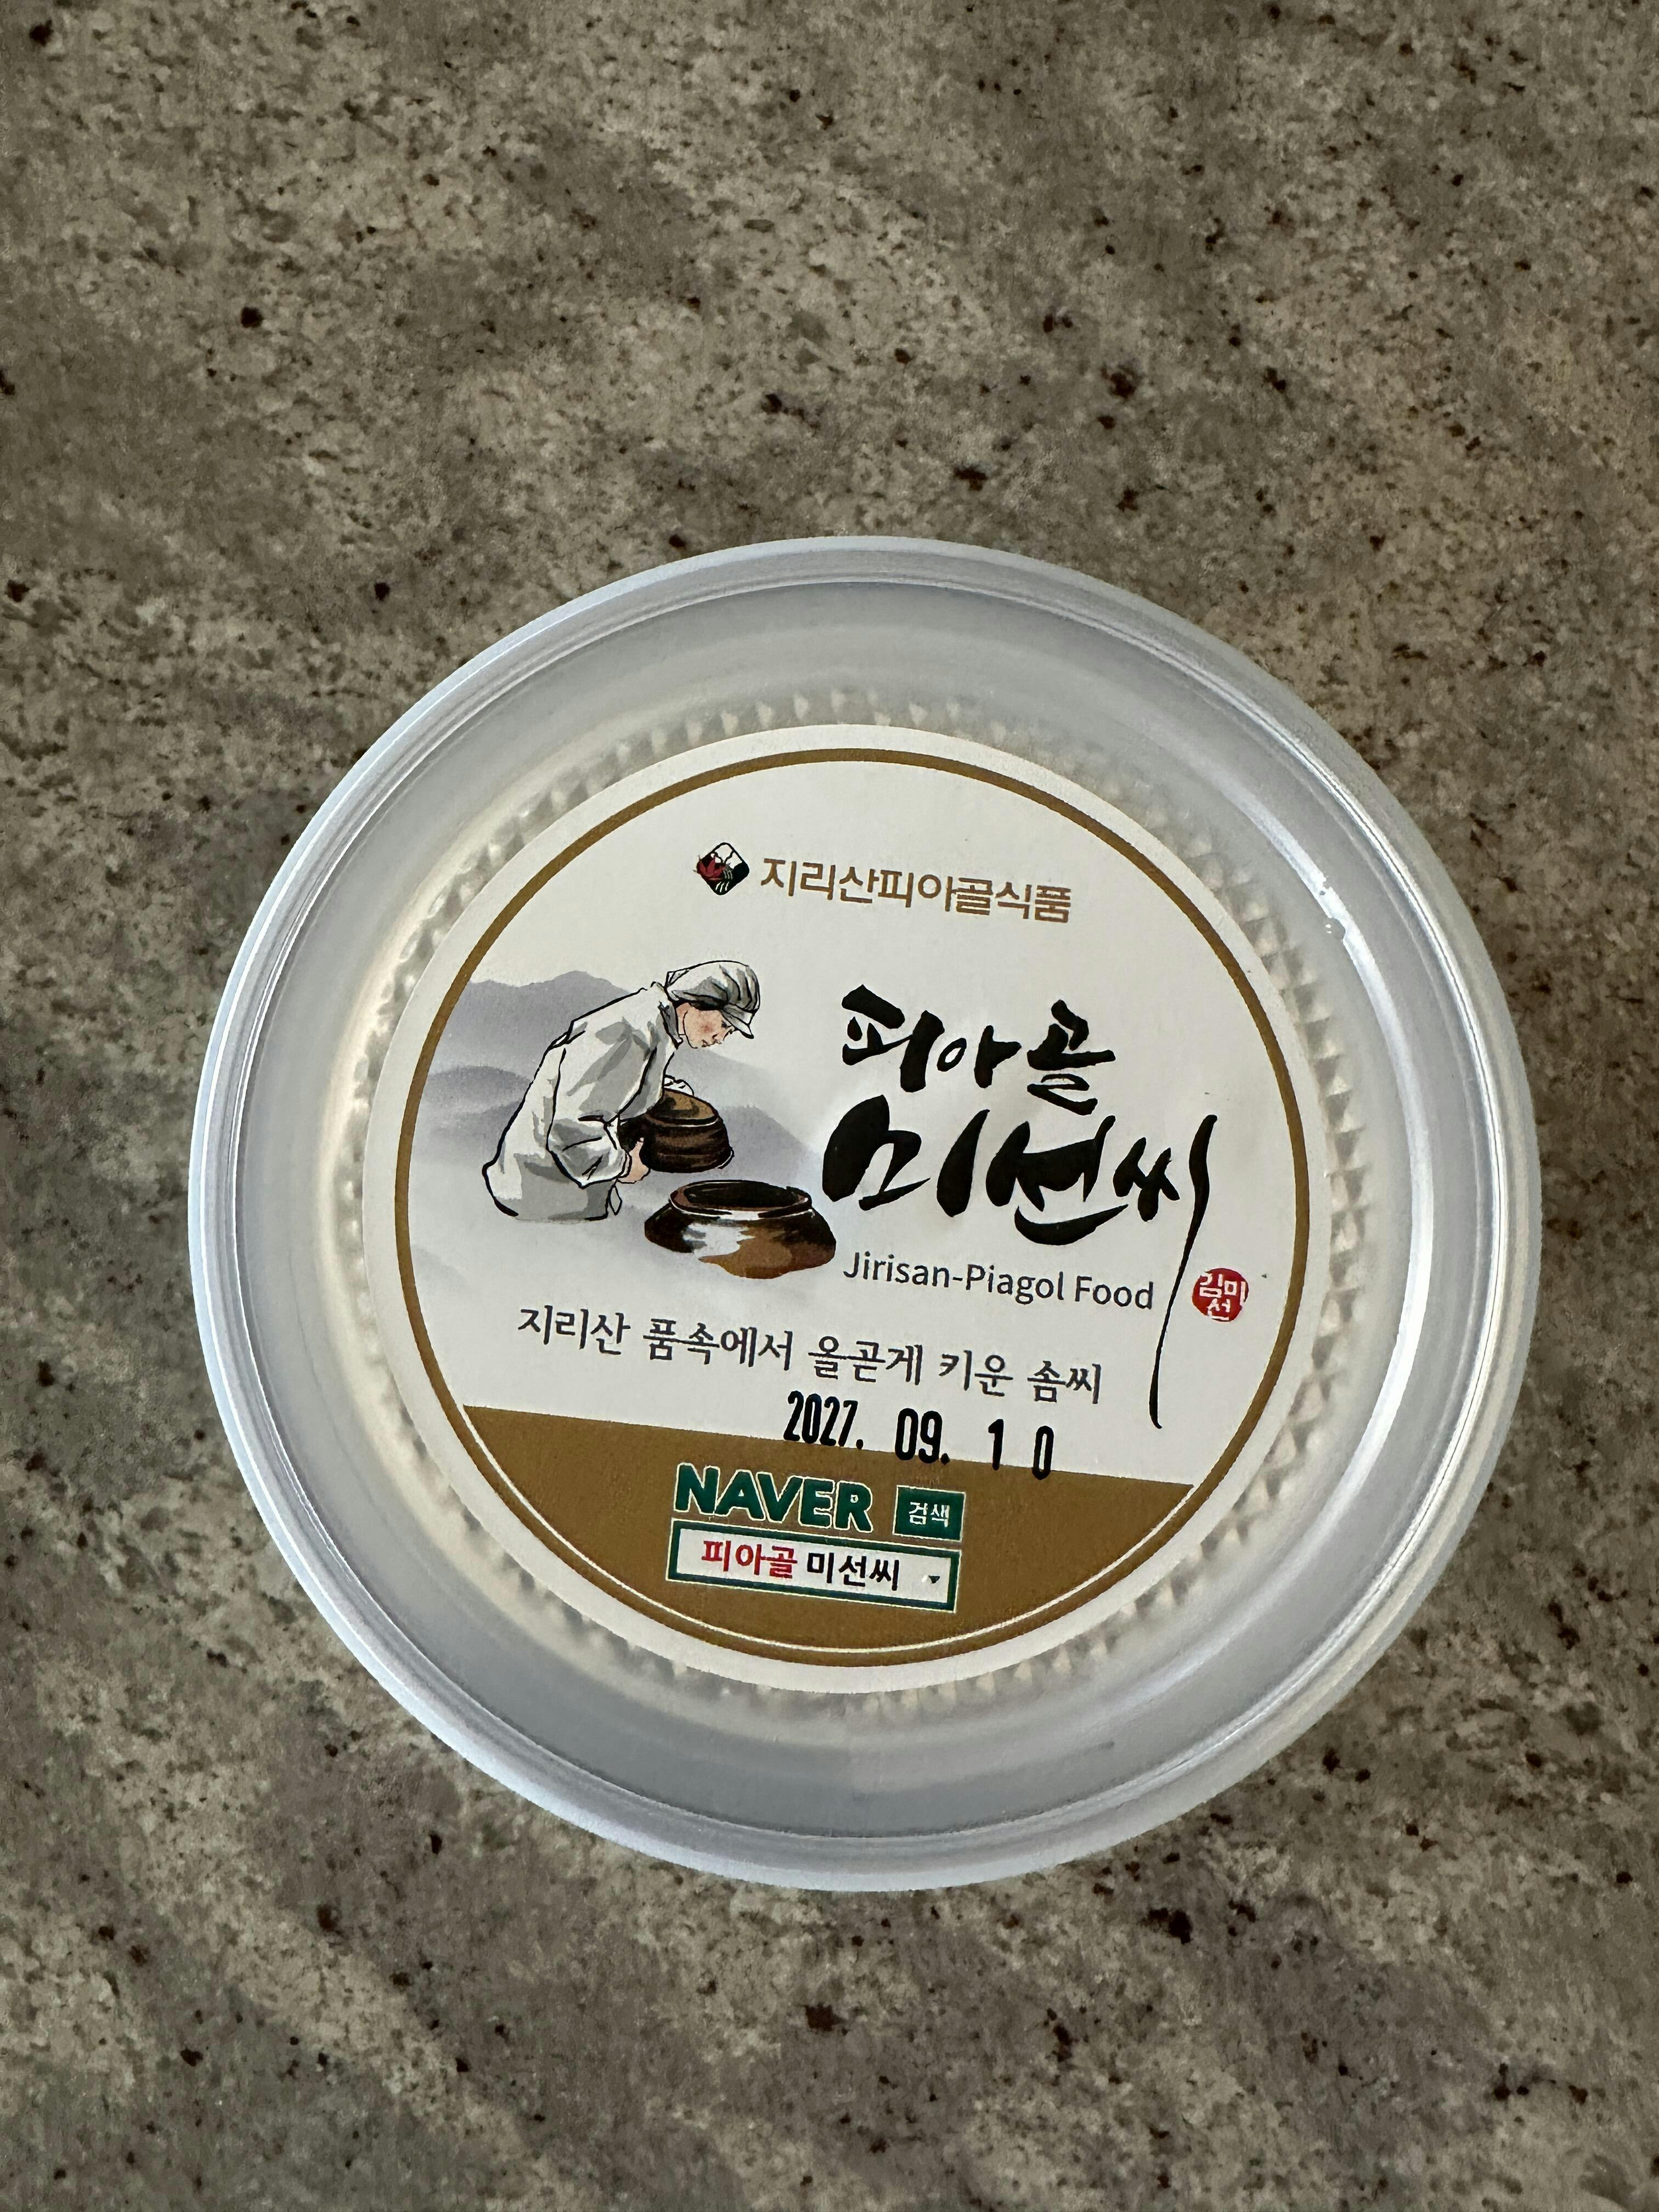 지리산피아골식품
피아골
미선씨
Jirisan-Piagol Food
김미
선
지리산 품속에서 올곧게 키운 솜씨
2027. 09. 10
NAVER 검색
피아골 미선씨